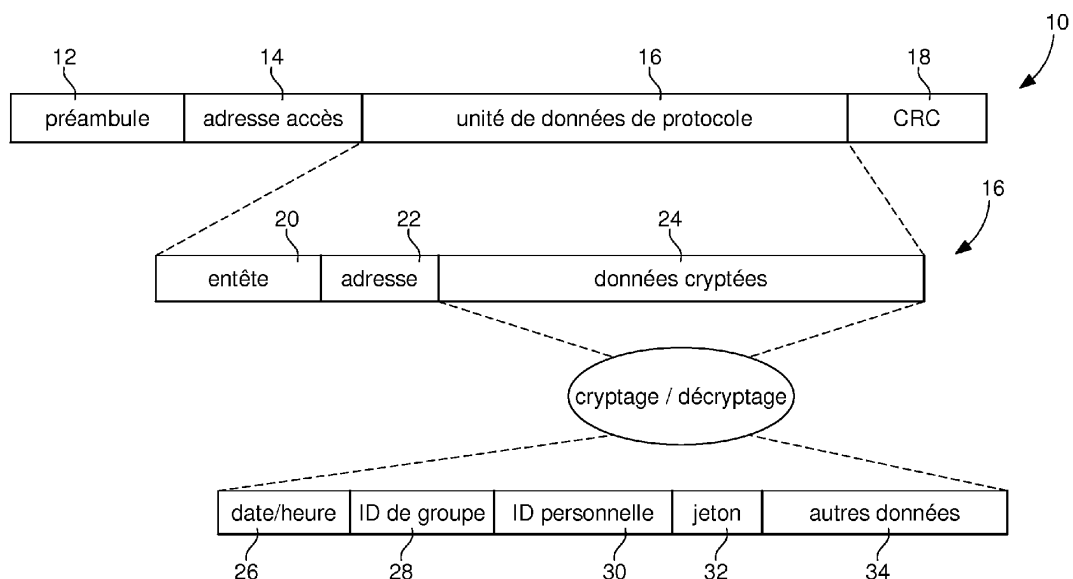 10
12 14 16 18
préambule adresse accès unité de données de protocole CRC
16
20 22 24
entête adresse données cryptées
cryptage / décryptage
date/heure ID de groupe ID personnelle jeton autres données
26 28 30 32 34